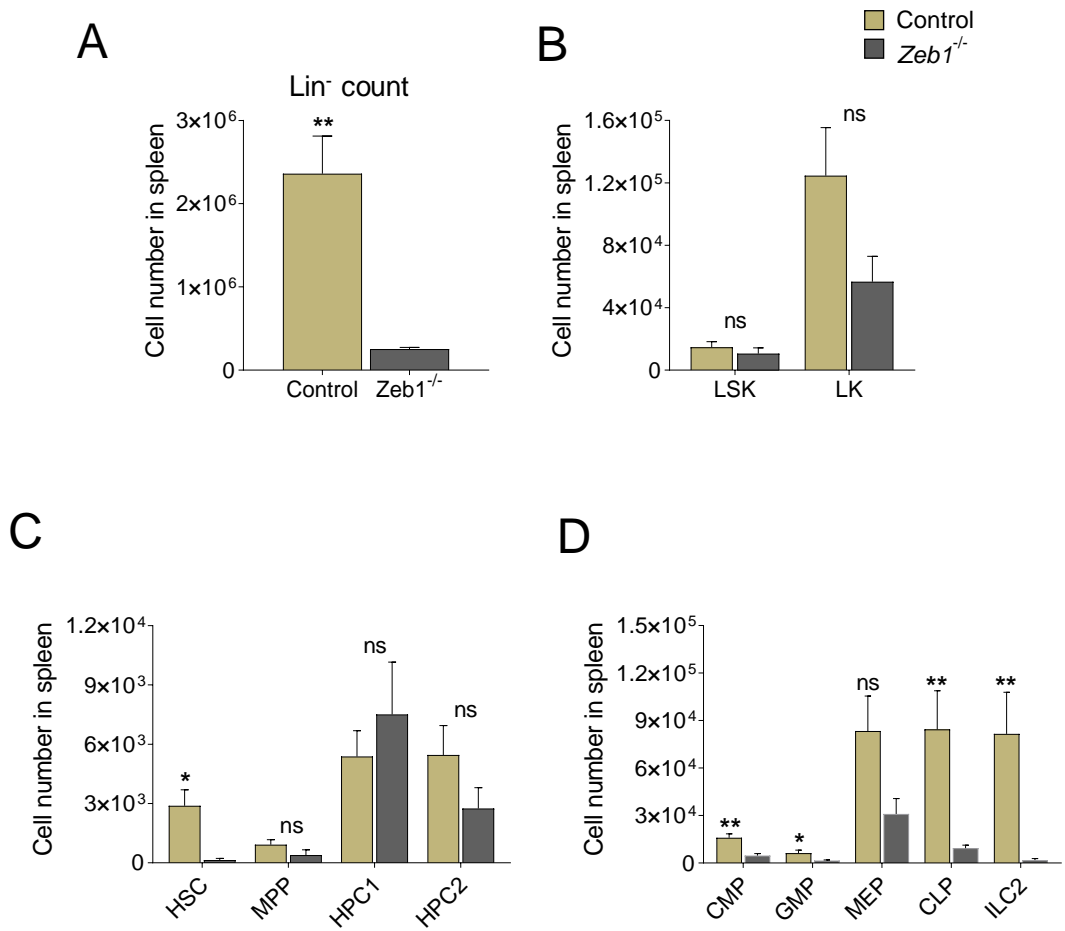 Control
Zeb1-/-
A
B
Lin- count
Cell number in spleen
3×10⁶
2×10⁶
1×10⁶
0
**
Control Zeb1-/-
Cell number in spleen
1.6×10⁵
1.2×10⁵
8×10⁴
4×10⁴
0
ns
ns
LSK LK
C
D
Cell number in spleen
1.2×10⁴
9×10³
6×10³
3×10³
0
*
ns
ns
ns
HSC MPP HPC1 HPC2
Cell number in spleen
1.5×10⁵
1.2×10⁵
9×10⁴
6×10⁴
3×10⁴
0
**
*
ns
**
**
CMP GMP MEP CLP ILC2